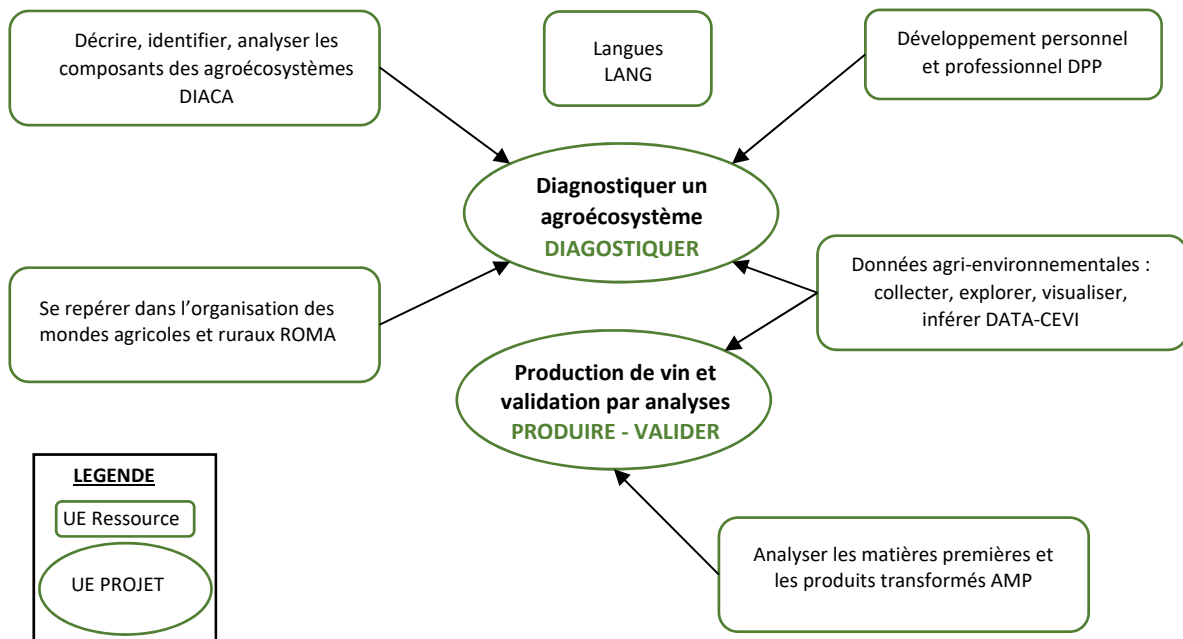 Décrire, identifier, analyser les
composants des agroécosystèmes
DIACA
Langues
LANG
Développement personnel
et professionnel DPP
Diagnostiquer un
agroécosystème
DIAGOSTIQUER
Se repérer dans l’organisation des
mondes agricoles et ruraux ROMA
Données agri-environnementales :
collecter, explorer, visualiser,
inférer DATA-CEVI
Production de vin et
validation par analyses
PRODUIRE - VALIDER
LEGENDE
UE Ressource
UE PROJET
Analyser les matières premières et
les produits transformés AMP